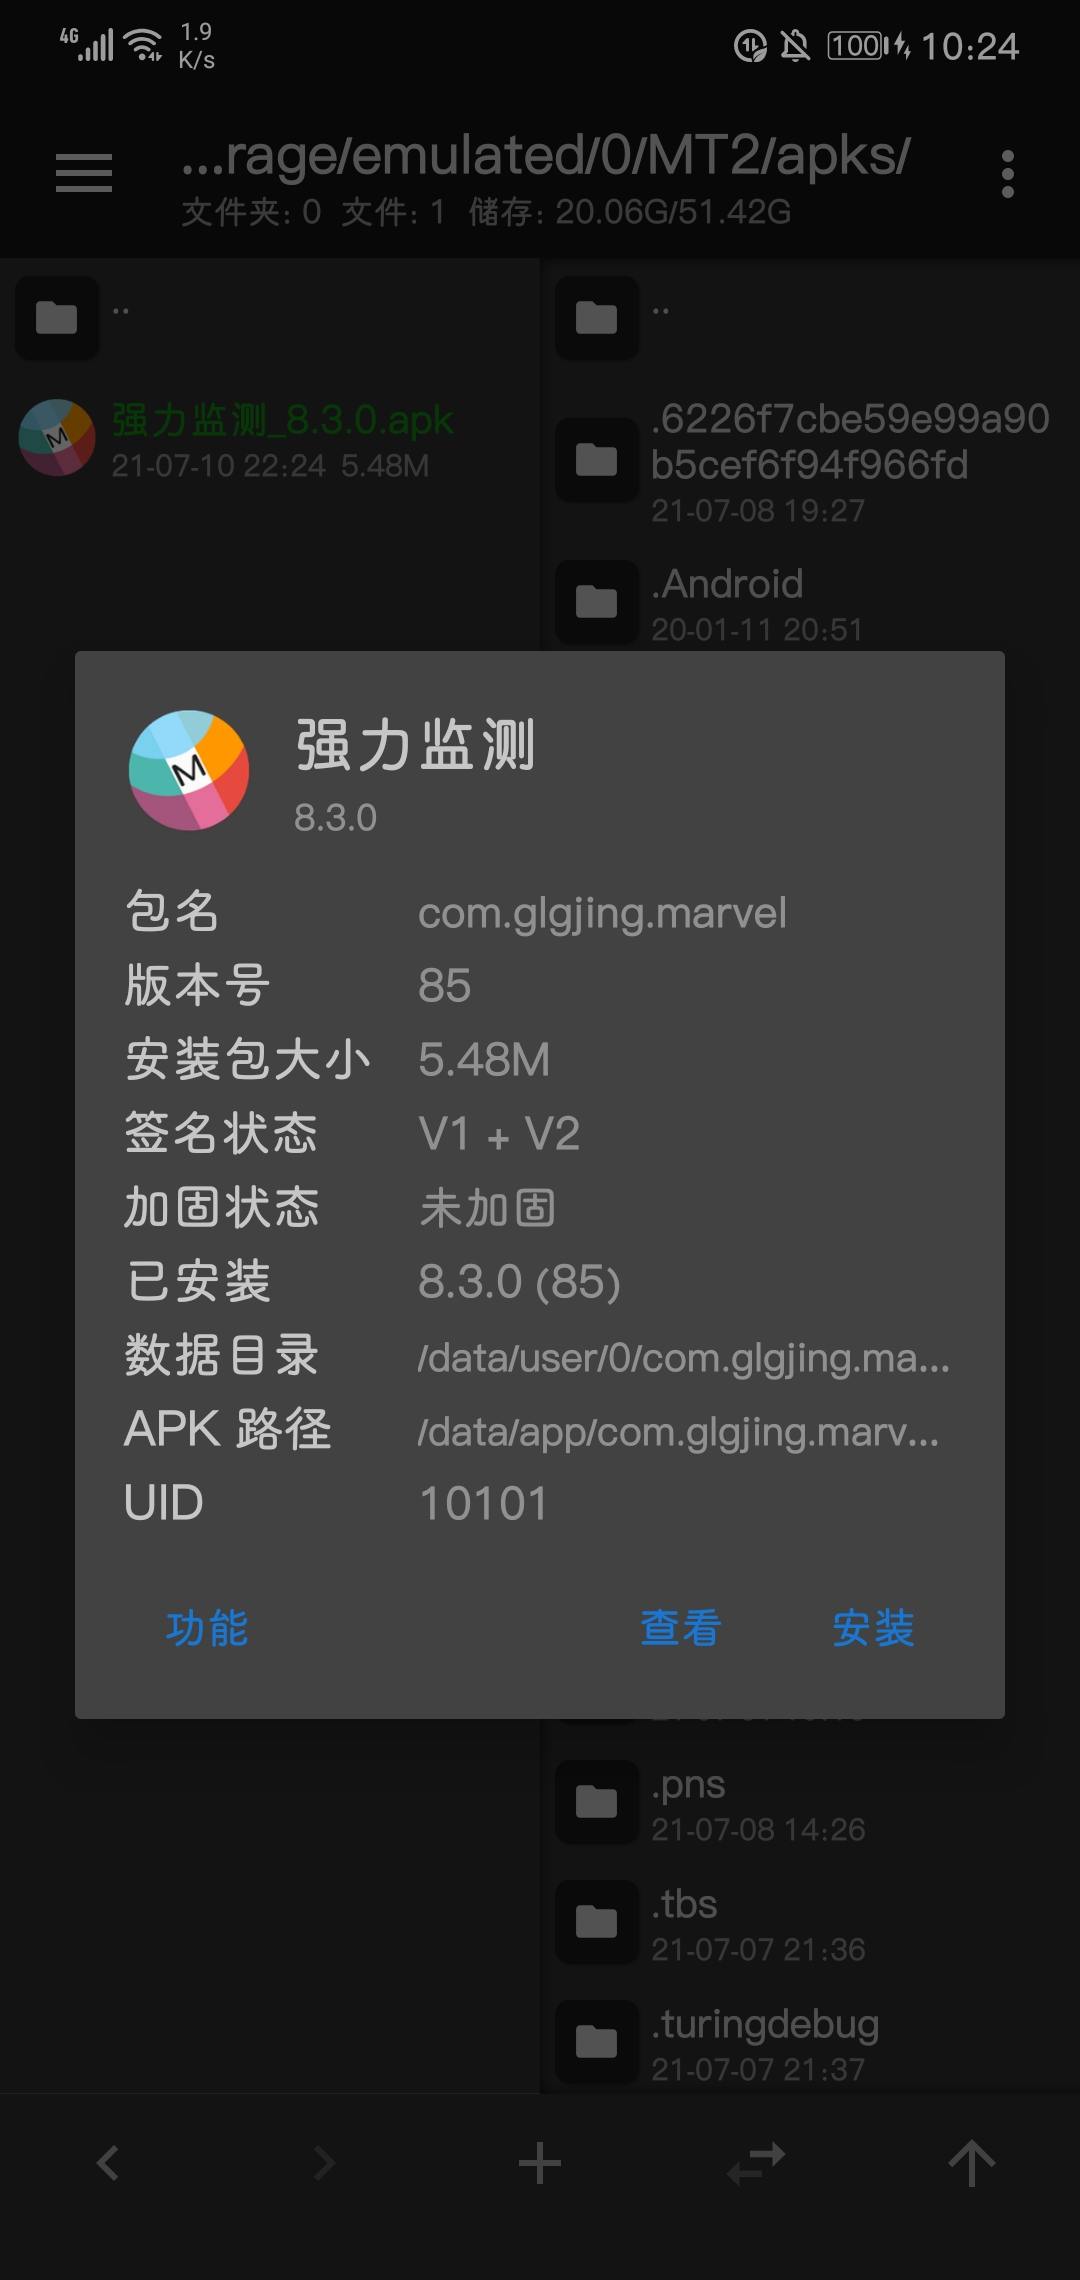 4G 1.9 K/s 100 10:24
...rage/emulated/0/MT2/apks/
文件夹: 0 文件: 1 储存: 20.06G/51.42G
..
强力监测_8.3.0.apk
21-07-10 22:24 5.48M
..
.6226f7cbe59e99a90
b5cef6f94f966fd
21-07-08 19:27
.Android
20-01-11 20:51
M
强力监测
8.3.0
包名 com.glgjing.marvel
版本号 85
安装包大小 5.48M
签名状态 V1 + V2
加固状态 未加固
已安装 8.3.0 (85)
数据目录 /data/user/0/com.glgjing.ma...
APK 路径 /data/app/com.glgjing.marv...
UID 10101
功能 查看 安装
.pns
21-07-08 14:26
.tbs
21-07-07 21:36
.turingdebug
21-07-07 21:37